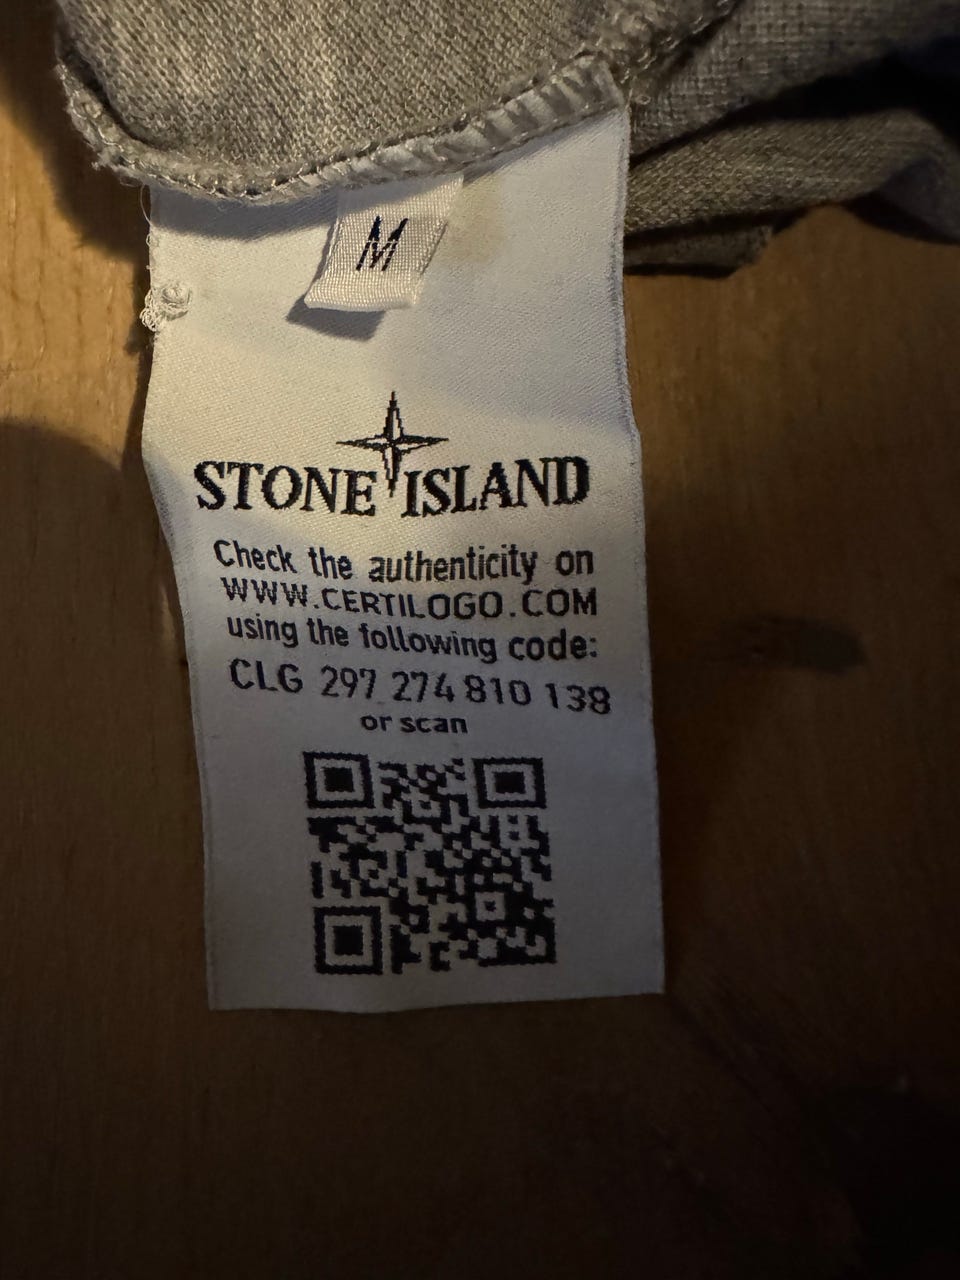 M
STONE ISLAND
Check the authenticity on
WWW.CERTILOGO.COM
using the following code:
CLG 297 274 810 138
or scan